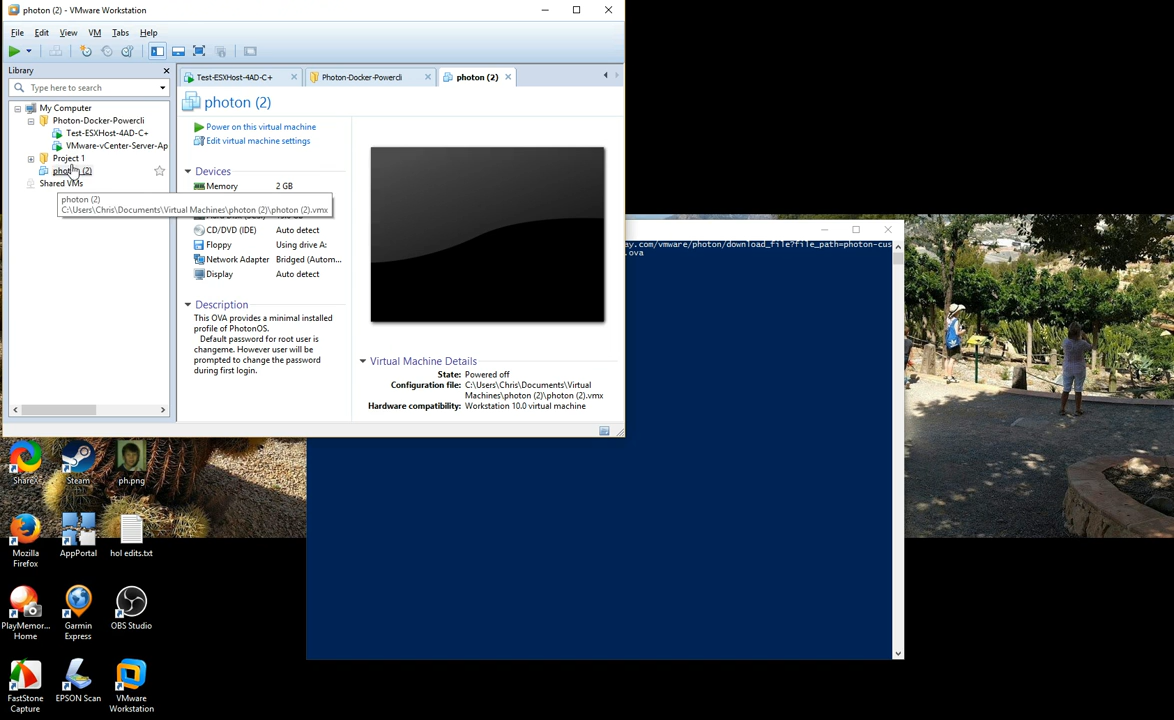 photon (2) - VMware Workstation
File Edit View VM Tabs Help
Library
Type here to search
My Computer
Photon-Docker-Powercli
Test-ESXHost-4AD-C+
VMware-vCenter-Server-Ap
Project 1
photon (2)
Shared VMs
photon (2)
C:\Users\Chris\Documents\Virtual Machines\photon (2)\photon (2).vmx
Test-ESXHost-4AD-C+
Photon-Docker-Powercli
photon (2)
photon (2)
Power on this virtual machine
Edit virtual machine settings
Devices
Memory 2 GB
CD/DVD (IDE) Auto detect
Floppy Using drive A:
Network Adapter Bridged (Autom...
Display Auto detect
Description
This OVA provides a minimal installed
profile of PhotonOS.
Default password for root user is
changeme. However user will be
prompted to change the password
during first login.
Virtual Machine Details
State: Powered off
Configuration file: C:\Users\Chris\Documents\Virtual
Machines\photon (2)\photon (2).vmx
Hardware compatibility: Workstation 10.0 virtual machine
ay.com/vmware/photon/download_file?file_path=photon-cus
.ova
ShareX
Steam
ph.png
Mozilla
Firefox
AppPortal
hol edits.txt
PlayMemor...
Home
Garmin
Express
OBS Studio
FastStone
Capture
EPSON Scan
VMware
Workstation